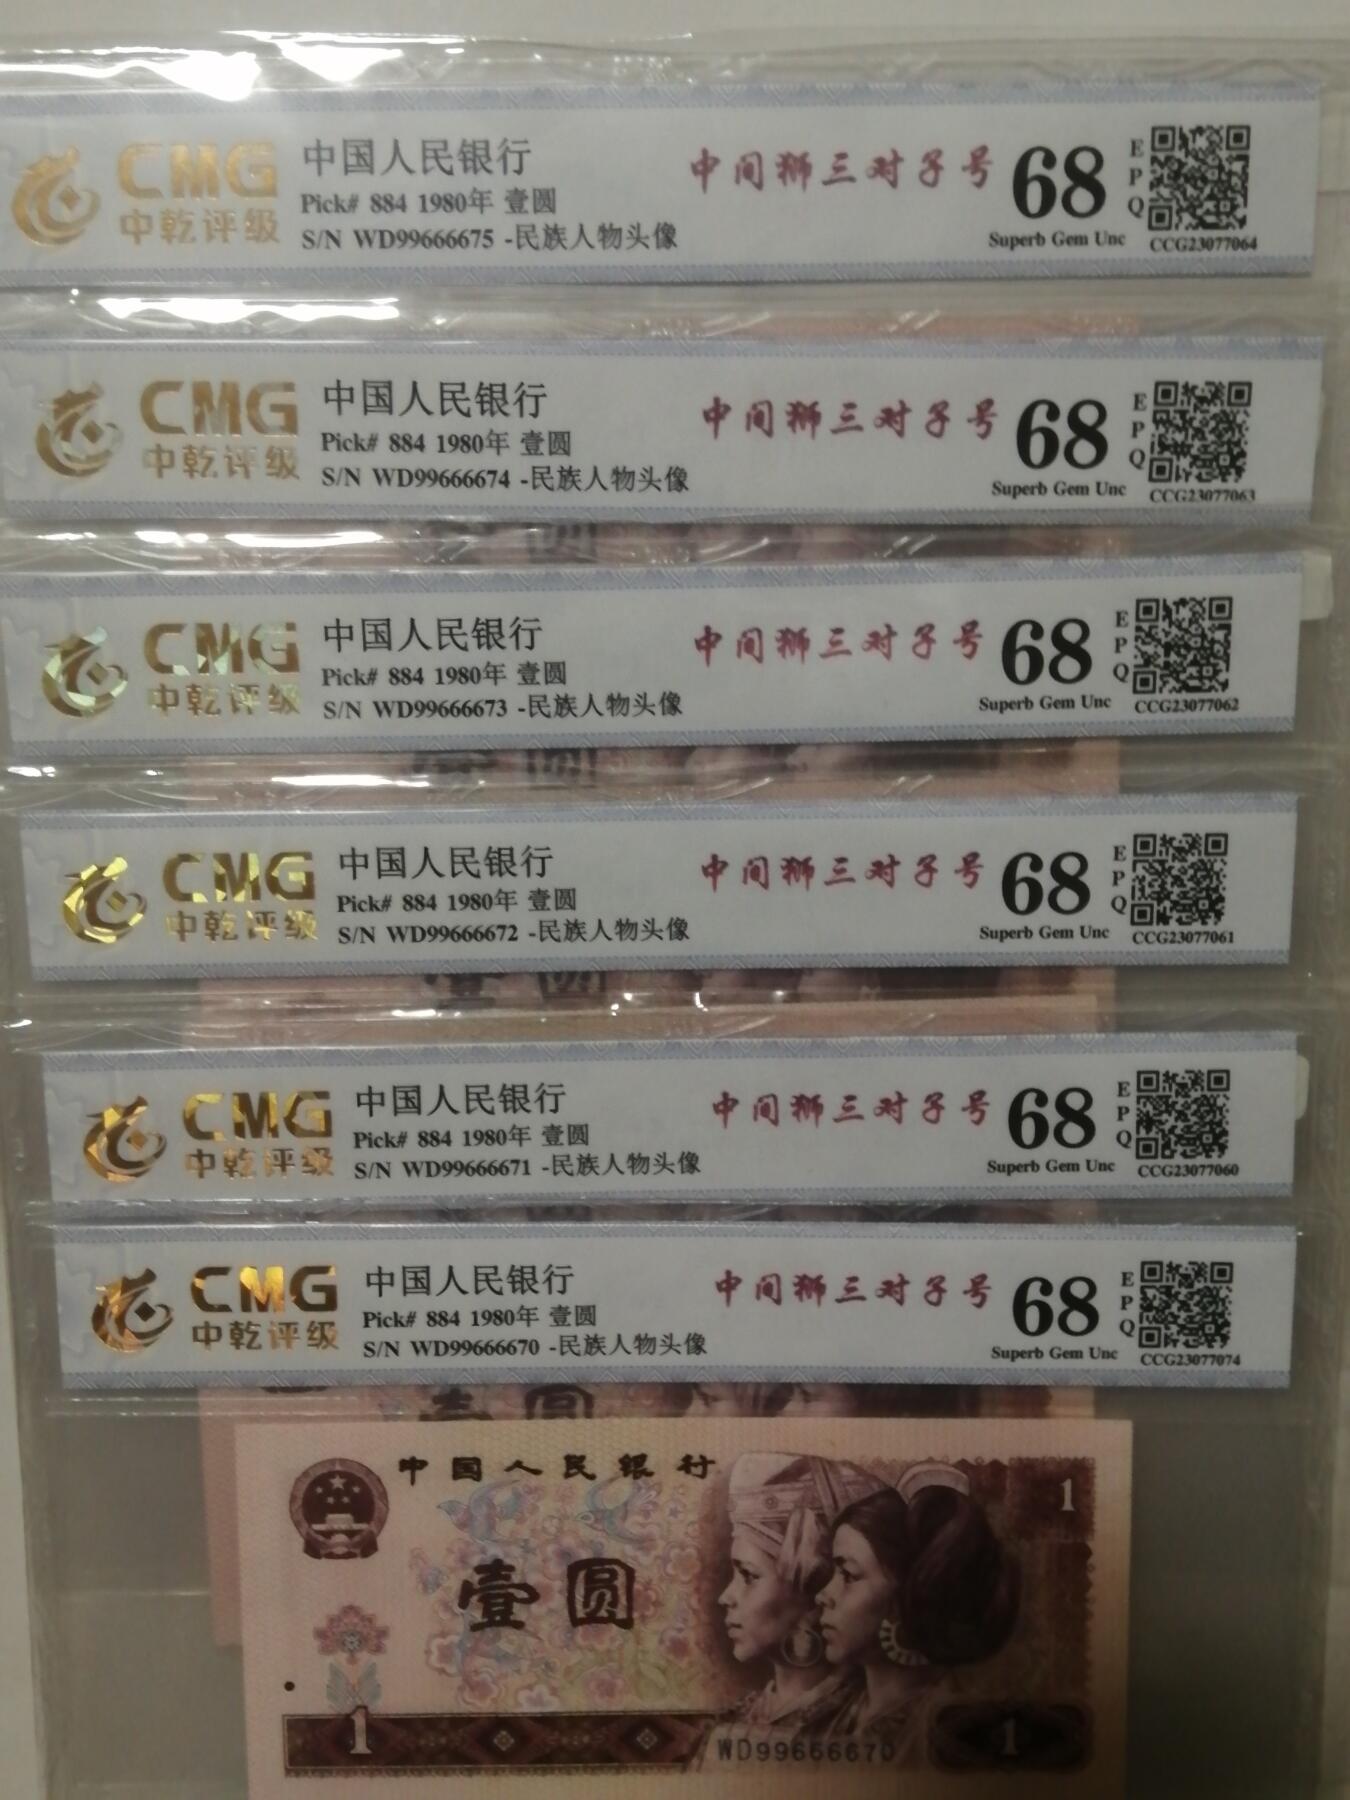 CMG
中乾评级
中国人民银行
Pick# 884 1980年 壹圆
S/N WD99666675 -民族人物头像
中间狮三对子号
68
EPQ
Superb Gem Unc
CCG23077064
CMG
中乾评级
中国人民银行
Pick# 884 1980年 壹圆
S/N WD99666674 -民族人物头像
中间狮三对子号
68
EPQ
Superb Gem Unc
CCG23077063
CMG
中乾评级
中国人民银行
Pick# 884 1980年 壹圆
S/N WD99666673 -民族人物头像
中间狮三对子号
68
EPQ
Superb Gem Unc
CCG23077062
CMG
中乾评级
中国人民银行
Pick# 884 1980年 壹圆
S/N WD99666672 -民族人物头像
中间狮三对子号
68
EPQ
Superb Gem Unc
CCG23077061
CMG
中乾评级
中国人民银行
Pick# 884 1980年 壹圆
S/N WD99666671 -民族人物头像
中间狮三对子号
68
EPQ
Superb Gem Unc
CCG23077060
CMG
中乾评级
中国人民银行
Pick# 884 1980年 壹圆
S/N WD99666670 -民族人物头像
中间狮三对子号
68
EPQ
Superb Gem Unc
CCG23077074
壹圆
中国人民银行
1
壹圆
1
WD99666670
1